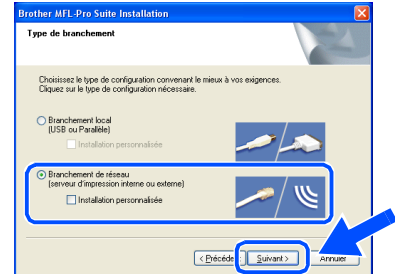 Brother MFL-Pro Suite Installation
Type de branchement
Choisissez le type de configuration convenant le mieux à vos exigences.
Cliquez sur le type de configuration nécessaire.
Branchement local
(USB ou Parallèle)
Installation personnalisée
Branchement de réseau
(serveur d'impression interne ou externe)
Installation personnalisée
< Précéde Suivant > Annuler